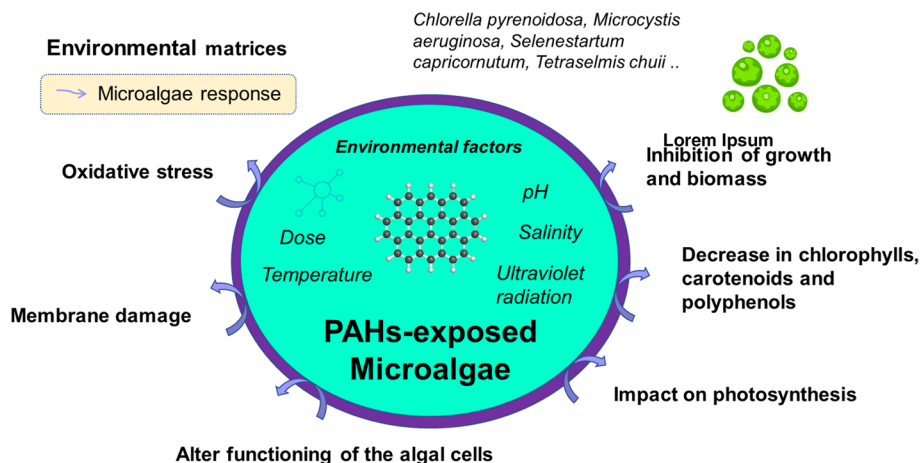 Chlorella pyrenoidosa, Microcystis
aeruginosa, Selenestartum
capricornutum, Tetraselmis chuii ..
Environmental matrices
Microalgae response
Lorem Ipsum
Environmental factors
Oxidative stress
Inhibition of growth
and biomass
pH
Dose
Salinity
Temperature
Ultraviolet
radiation
Decrease in chlorophylls,
carotenoids and
polyphenols
Membrane damage
PAHs-exposed
Microalgae
Impact on photosynthesis
Alter functioning of the algal cells